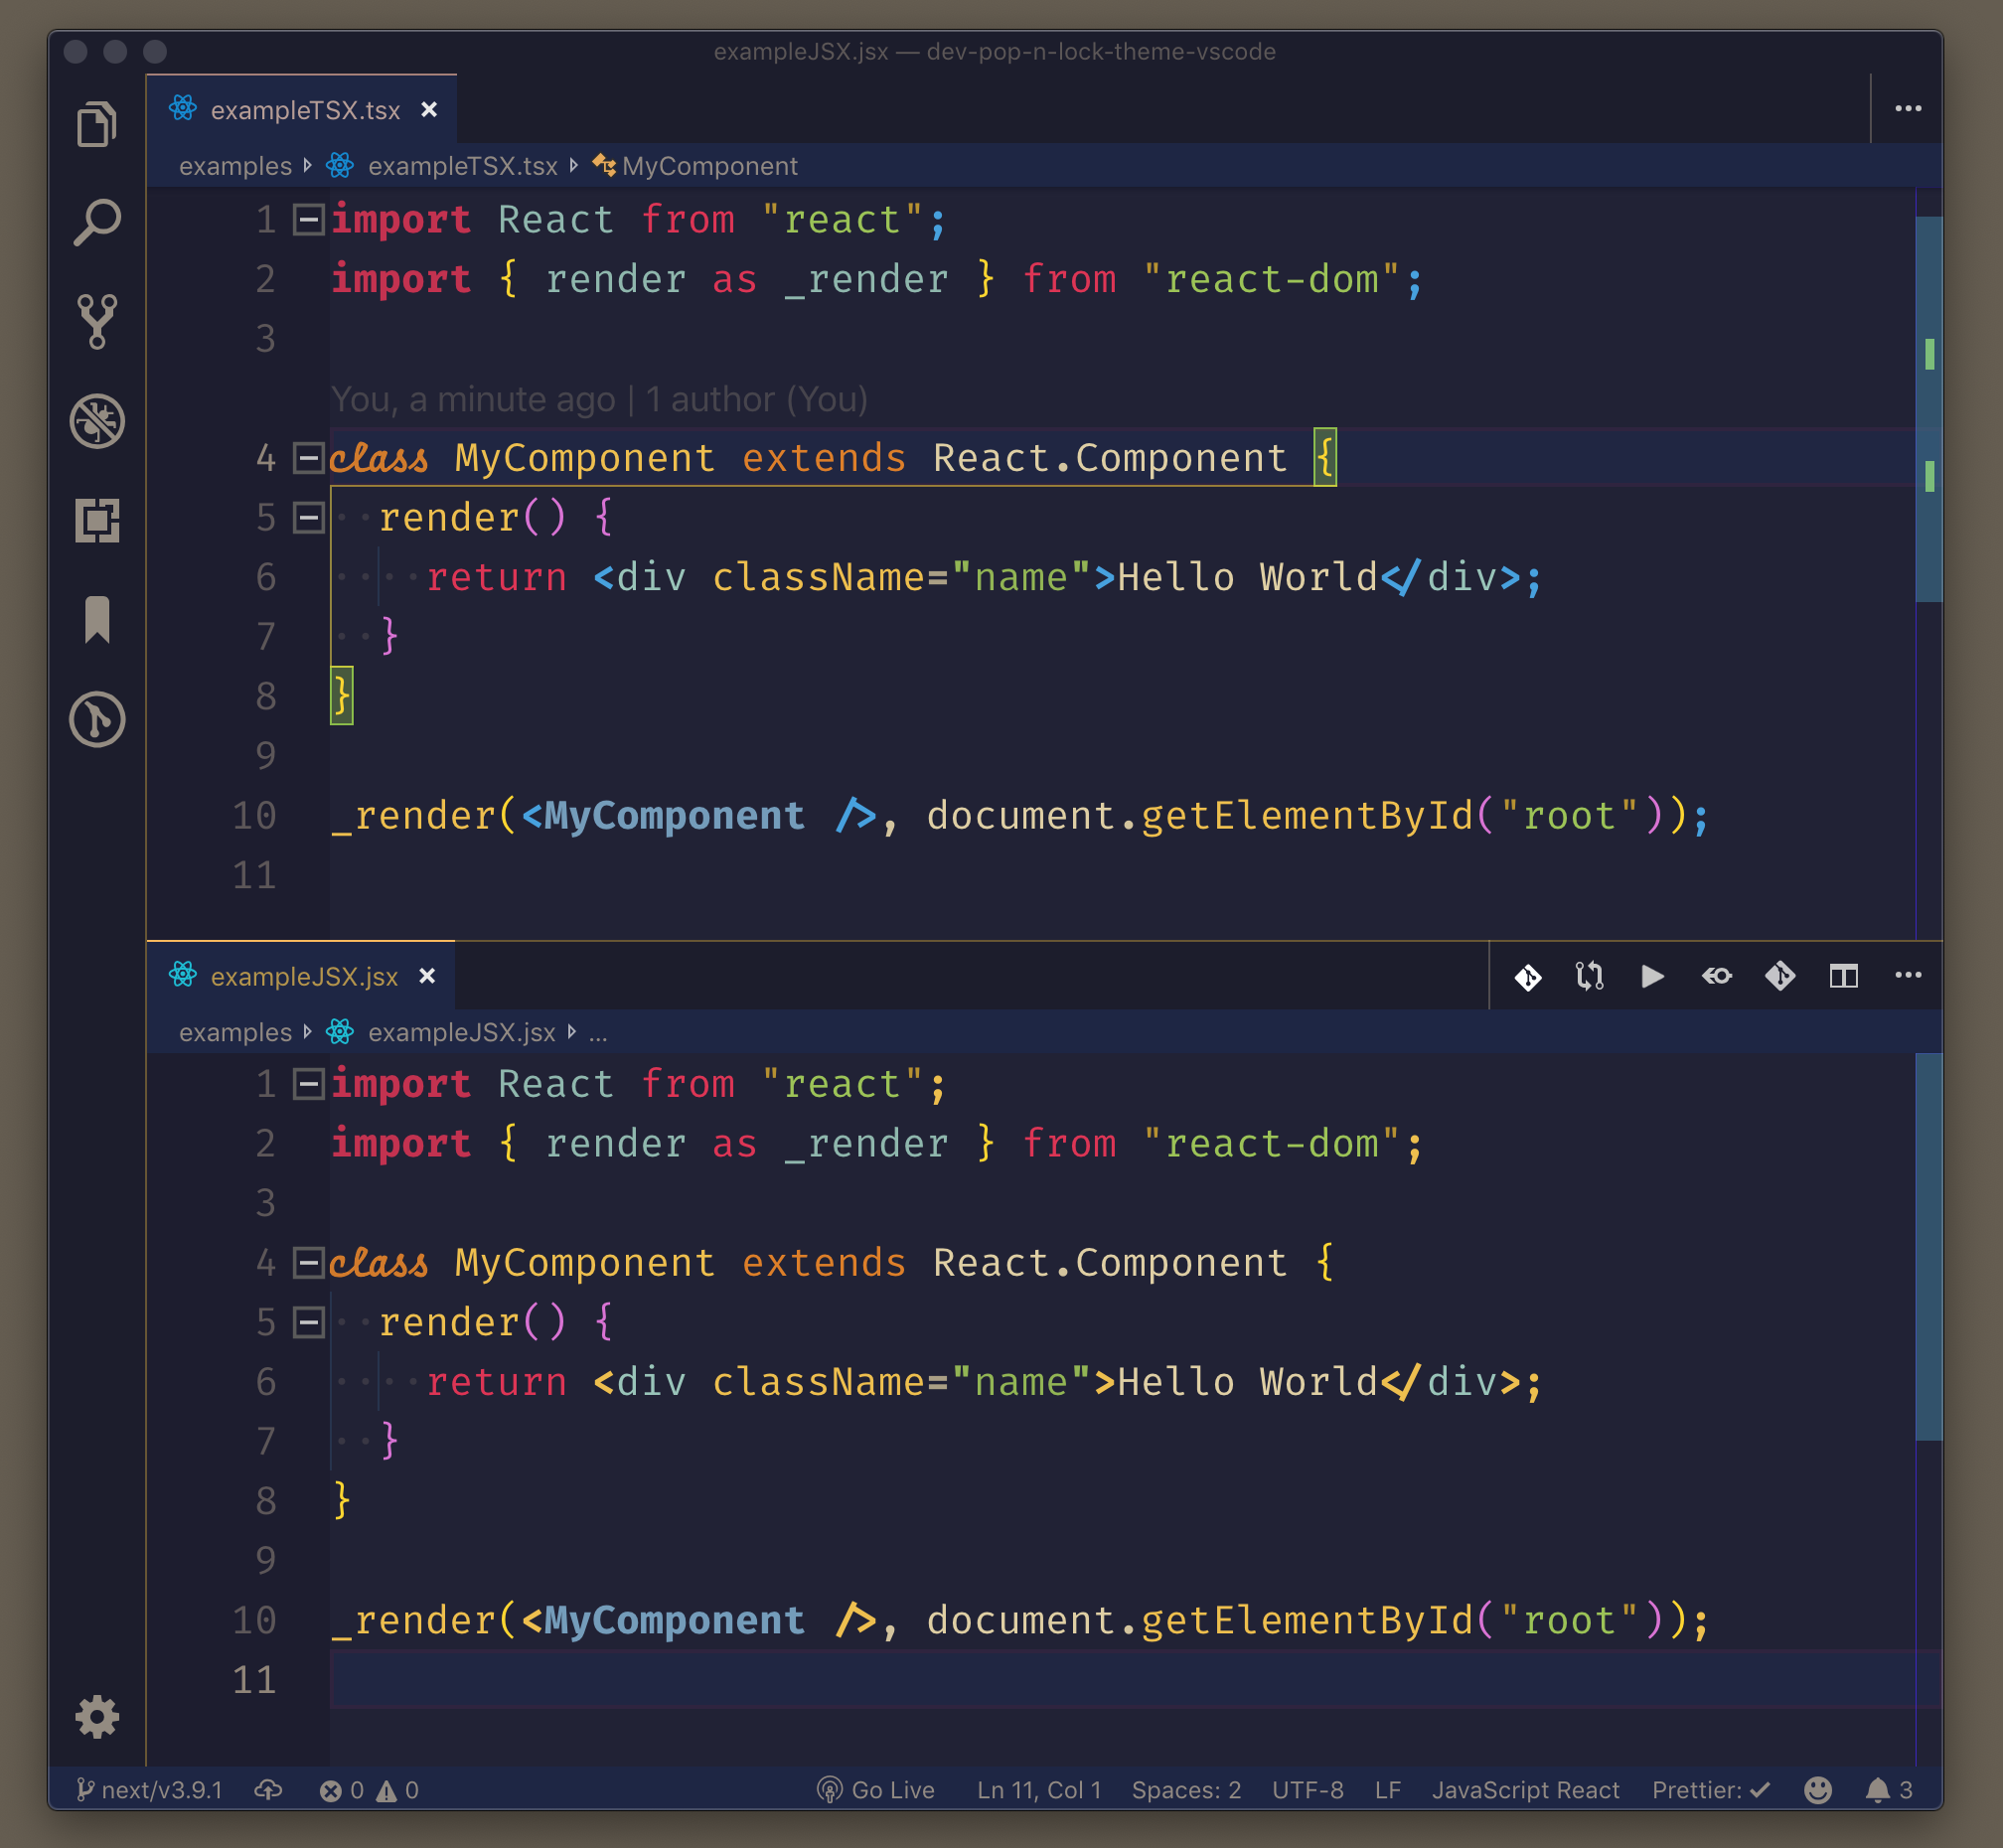 exampleJSX.jsx — dev-pop-n-lock-theme-vscode
exampleTSX.tsx
examples exampleTSX.tsx MyComponent
1 import React from "react";
2 import { render as _render } from "react-dom";
3
You, a minute ago | 1 author (You)
4 class MyComponent extends React.Component {
5 render() {
6 return <div className="name">Hello World</div>;
7 }
8 }
9
10 _render(<MyComponent />, document.getElementById("root"));
11
exampleJSX.jsx
examples exampleJSX.jsx ...
1 import React from "react";
2 import { render as _render } from "react-dom";
3
4 class MyComponent extends React.Component {
5 render() {
6 return <div className="name">Hello World</div>;
7 }
8 }
9
10 _render(<MyComponent />, document.getElementById("root"));
11
next/v3.9.1 0 0 Go Live Ln 11, Col 1 Spaces: 2 UTF-8 LF JavaScript React Prettier: ✓ 3